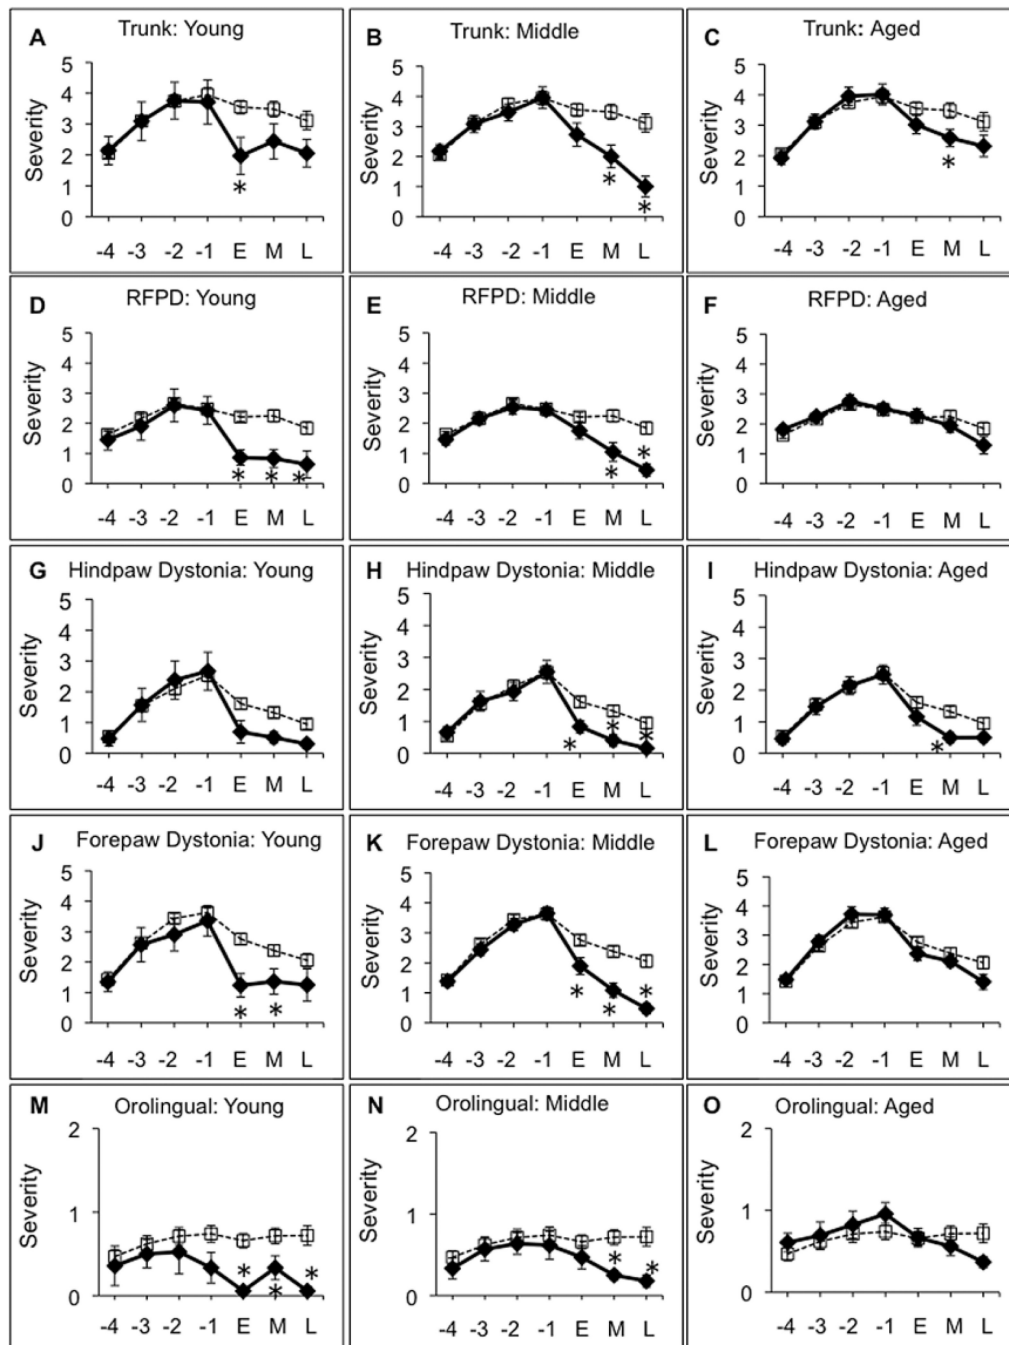 A Trunk: Young
Severity
5
4
3
2
1
0
-4 -3 -2 -1 E M L
*
B Trunk: Middle
Severity
5
4
3
2
1
0
-4 -3 -2 -1 E M L
*
*
C Trunk: Aged
Severity
5
4
3
2
1
0
-4 -3 -2 -1 E M L
*
D RFPD: Young
Severity
5
4
3
2
1
0
-4 -3 -2 -1 E M L
* * *
E RFPD: Middle
Severity
5
4
3
2
1
0
-4 -3 -2 -1 E M L
*
*
F RFPD: Aged
Severity
5
4
3
2
1
0
-4 -3 -2 -1 E M L
G Hindpaw Dystonia: Young
Severity
5
4
3
2
1
0
-4 -3 -2 -1 E M L
H Hindpaw Dystonia: Middle
Severity
5
4
3
2
1
0
-4 -3 -2 -1 E M L
* * *
I Hindpaw Dystonia: Aged
Severity
5
4
3
2
1
0
-4 -3 -2 -1 E M L
*
J Forepaw Dystonia: Young
Severity
5
4
3
2
1
0
-4 -3 -2 -1 E M L
* *
K Forepaw Dystonia: Middle
Severity
5
4
3
2
1
0
-4 -3 -2 -1 E M L
* * *
L Forepaw Dystonia: Aged
Severity
5
4
3
2
1
0
-4 -3 -2 -1 E M L
M Orolingual: Young
Severity
2
1
0
-4 -3 -2 -1 E M L
* * *
N Orolingual: Middle
Severity
2
1
0
-4 -3 -2 -1 E M L
* *
O Orolingual: Aged
Severity
2
1
0
-4 -3 -2 -1 E M L